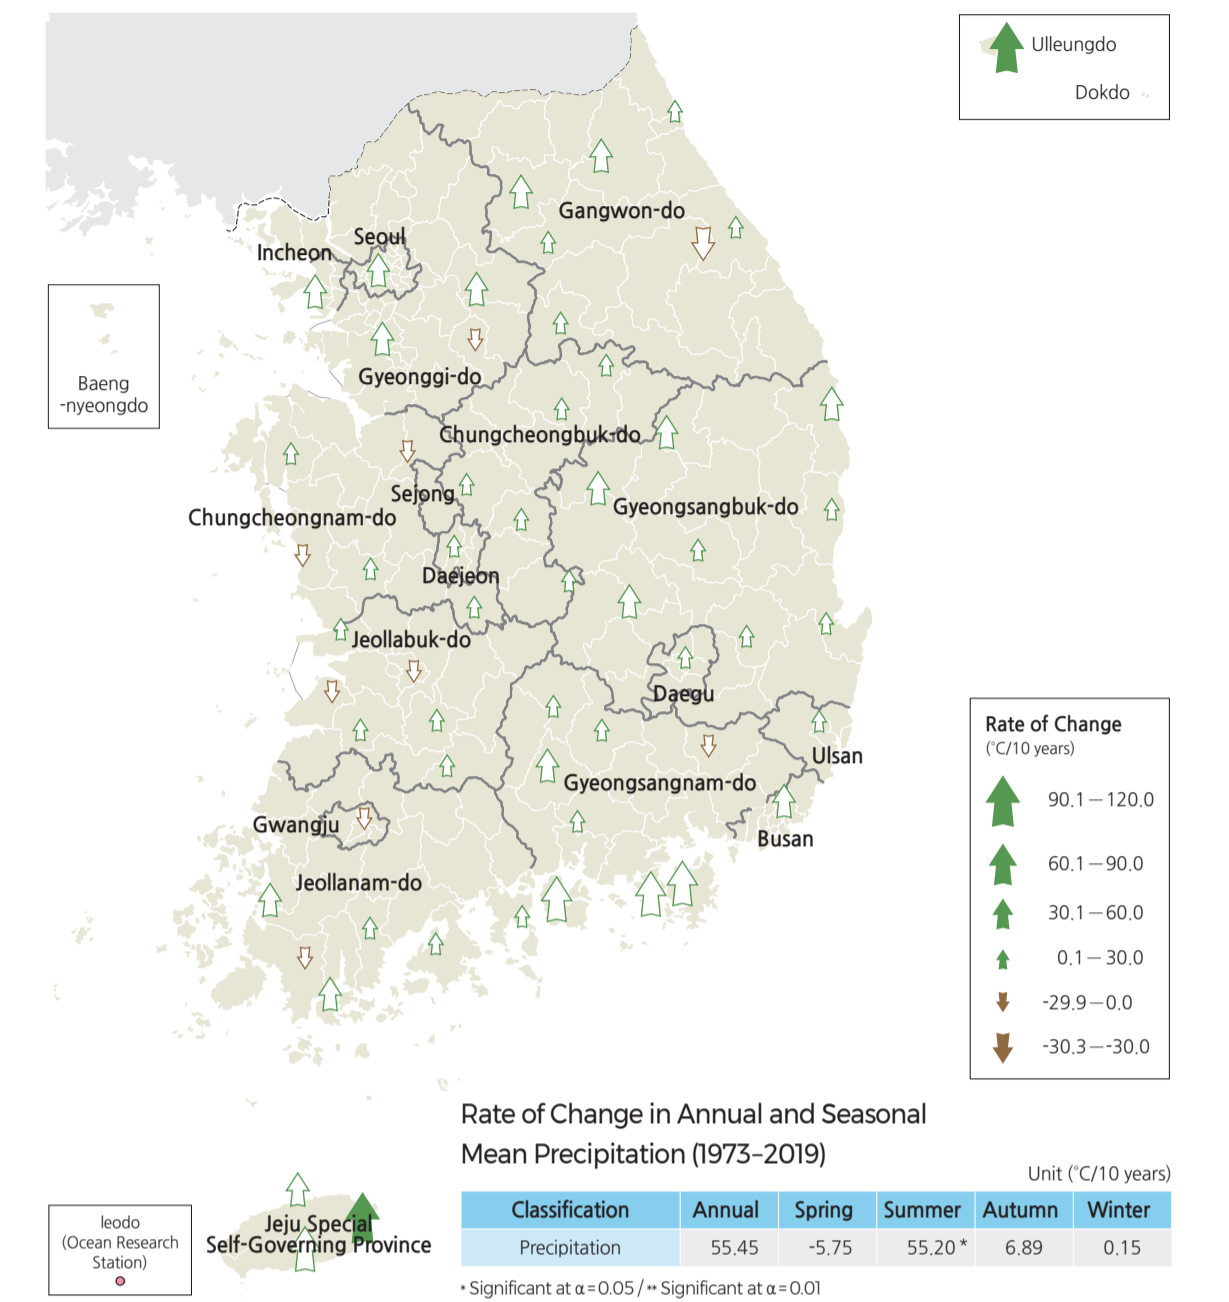 Ulleungdo
Dokdo
Gangwon-do
Seoul
Incheon
Gyeonggi-do
Baeng
-nyeongdo
Chungcheongbuk-do
Sejong
Gyeongsangbuk-do
Chungcheongnam-do
Daejeon
Jeollabuk-do
Daegu
Ulsan
Gyeongsangnam-do
Gwangju
Busan
Jeollanam-do
Rate of Change
(°C/10 years)
90.1—120.0
60.1—90.0
30.1—60.0
0.1—30.0
-29.9—0.0
-30.3—-30.0
Rate of Change in Annual and Seasonal
Mean Precipitation (1973–2019)
Unit (°C/10 years)
Classification Annual Spring Summer Autumn Winter
Precipitation 55.45 -5.75 55.20 * 6.89 0.15
* Significant at α=0.05 / ** Significant at α=0.01
Jeju Special
Self-Governing Province
Ieodo
(Ocean Research
Station)